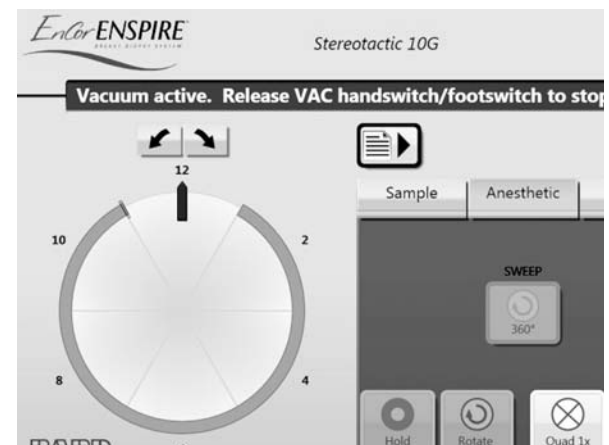 EnCor ENSPIRE
BREAST BIOPSY SYSTEM
Stereotactic 10G
Vacuum active. Release VAC handswitch/footswitch to stop
12
10
2
8
4
Sample
Anesthetic
SWEEP
360°
Hold
Rotate
Quad 1x